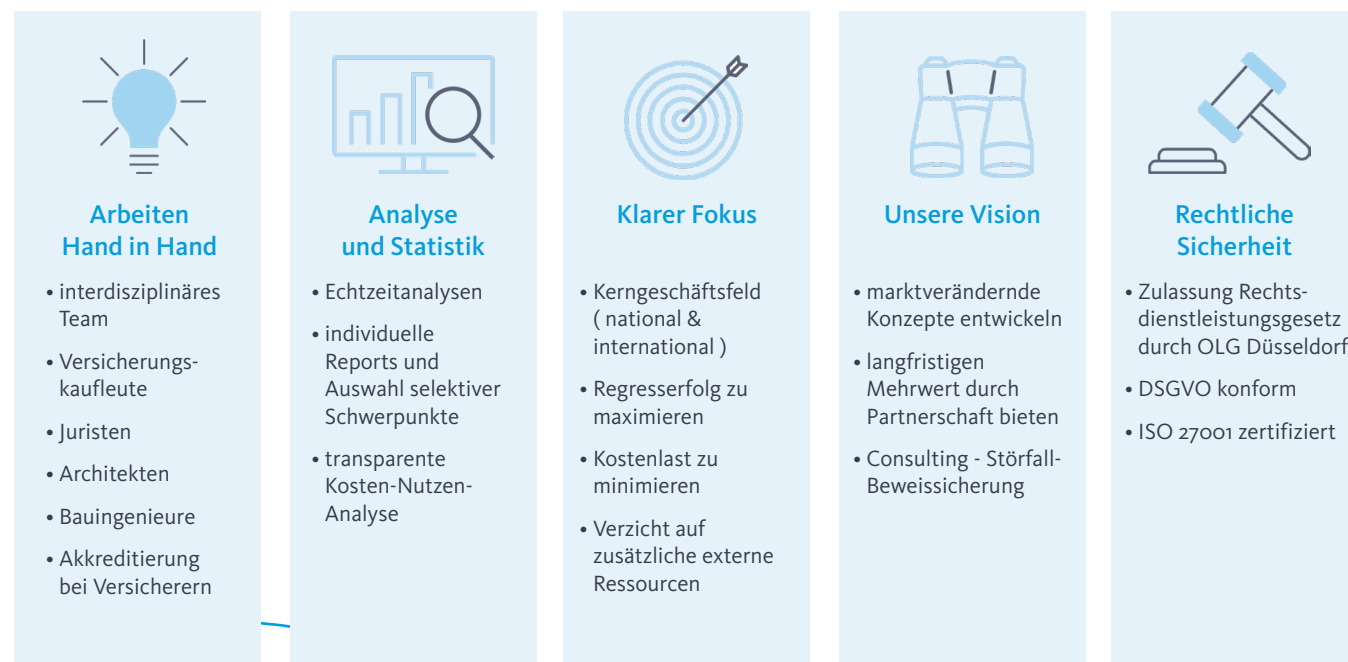 Arbeiten
Hand in Hand
• interdisziplinäres
Team
• Versicherungs-
kaufleute
• Juristen
• Architekten
• Bauingenieure
• Akkreditierung
bei Versicherern
Analyse
und Statistik
• Echtzeitanalysen
• individuelle
Reports und
Auswahl selektiver
Schwerpunkte
• transparente
Kosten-Nutzen-
Analyse
Klarer Fokus
• Kerngeschäftsfeld
( national &
international )
• Regresserfolg zu
maximieren
• Kostenlast zu
minimieren
• Verzicht auf
zusätzliche externe
Ressourcen
Unsere Vision
• marktverändernde
Konzepte entwickeln
• langfristigen
Mehrwert durch
Partnerschaft bieten
• Consulting - Störfall-
Beweissicherung
Rechtliche
Sicherheit
• Zulassung Rechts-
dienstleistungsgesetz
durch OLG Düsseldorf
• DSGVO konform
• ISO 27001 zertifiziert